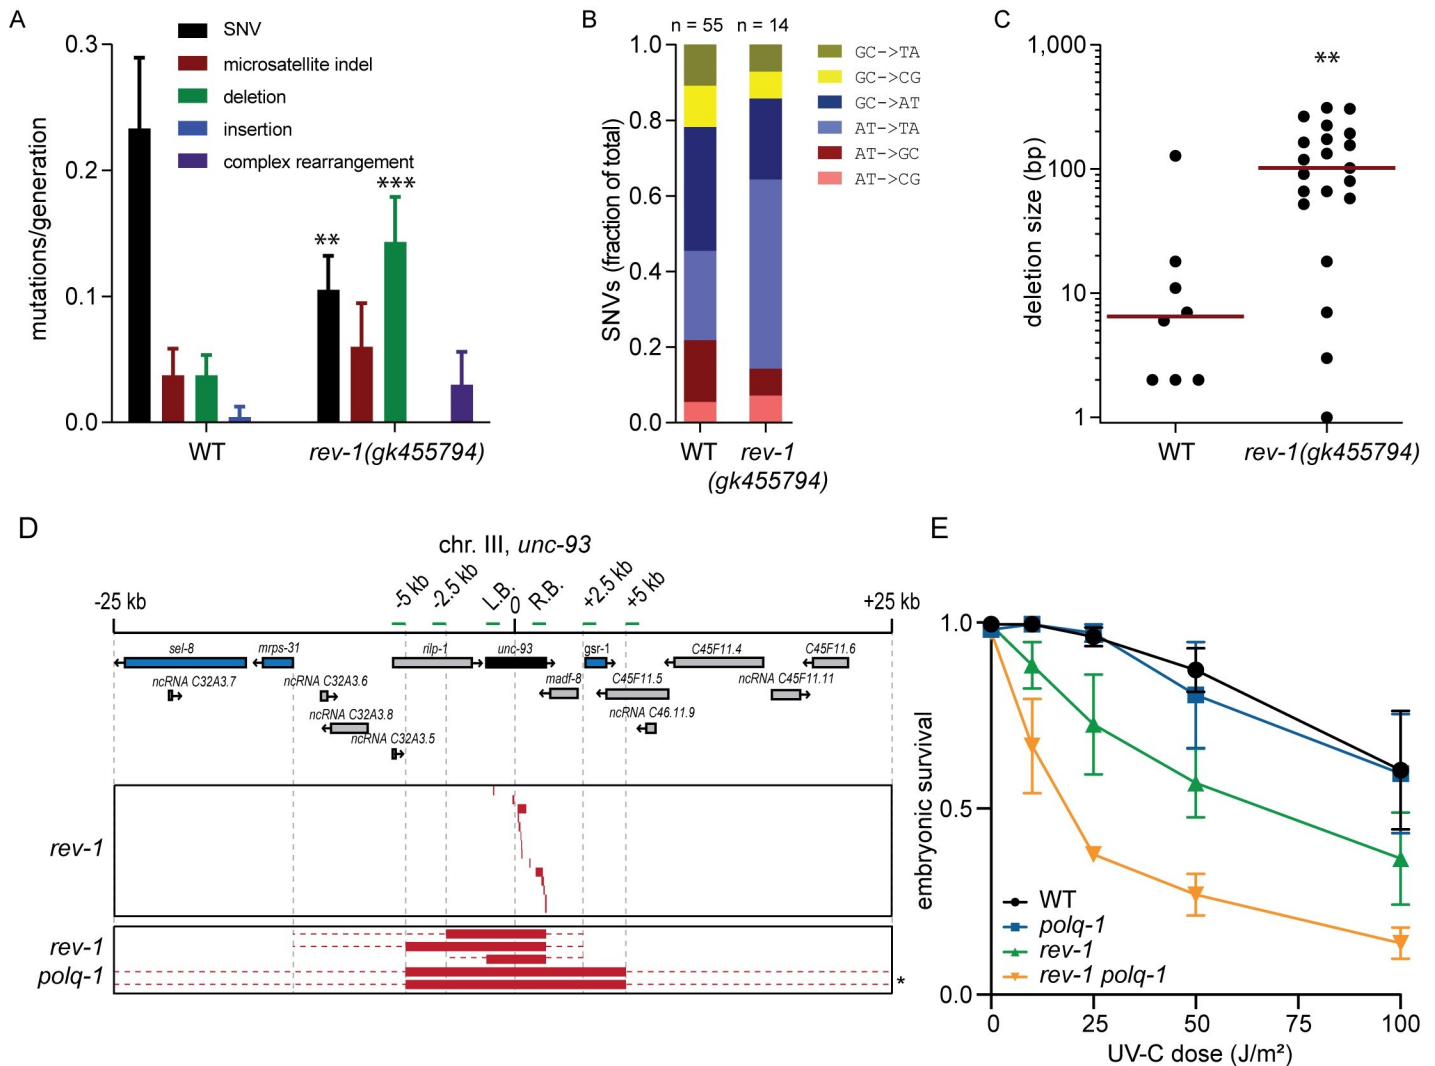 A
SNV
microsatellite indel
deletion
insertion
complex rearrangement
0.3
0.2
0.1
0.0
mutations/generation
**
***
WT
rev-1(gk455794)
B
n = 55
n = 14
1.0
0.8
0.6
0.4
0.2
0.0
SNVs (fraction of total)
GC->TA
GC->CG
GC->AT
AT->TA
AT->GC
AT->CG
WT
rev-1
(gk455794)
C
1,000
100
10
1
deletion size (bp)
**
WT
rev-1(gk455794)
D
chr. III, unc-93
-25 kb
-5 kb
-2.5 kb
L.B.
0
R.B.
+2.5 kb
+5 kb
+25 kb
sel-8
mrps-31
rilp-1
unc-93
gsr-1
C45F11.4
C45F11.6
ncRNA C32A3.7
ncRNA C32A3.6
madf-8
C45F11.5
ncRNA C45F11.11
ncRNA C32A3.8
ncRNA C46.11.9
ncRNA C32A3.5
rev-1
rev-1
polq-1
*
E
1.0
0.5
0.0
embryonic survival
WT
polq-1
rev-1
rev-1 polq-1
0
25
50
75
100
UV-C dose (J/m²)